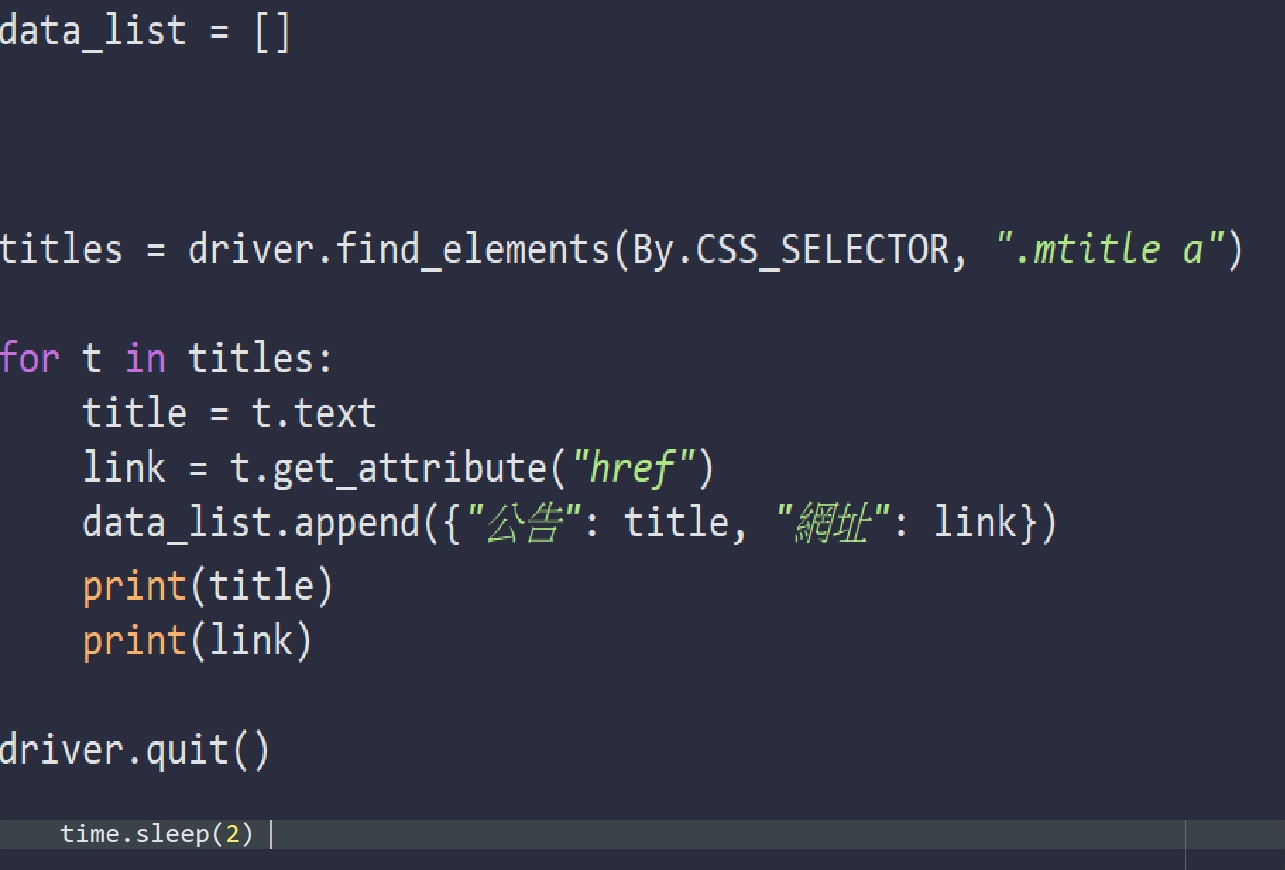 data_list = []
titles = driver.find_elements(By.CSS_SELECTOR, ".mtitle a")
for t in titles:
    title = t.text
    link = t.get_attribute("href")
    data_list.append({"公告": title, "網址": link})
    print(title)
    print(link)
driver.quit()
    time.sleep(2)